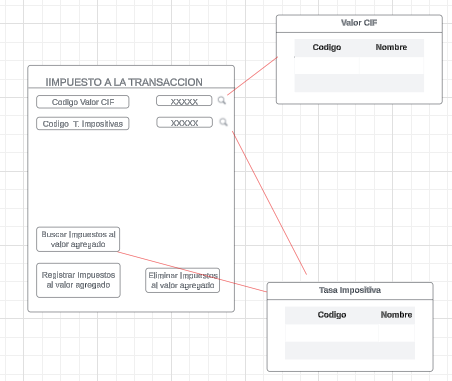 Valor CIF
Codigo Nombre
IIMPUESTO A LA TRANSACCION
Codigo Valor CIF XXXXX
Codigo T. Impositivas XXXXX
Buscar Impuestos al
valor agregado
Registrar Impuestos
al valor agregado
Eliminar Impuestos
al valor agregado
Tasa Impositiva
Codigo Nombre